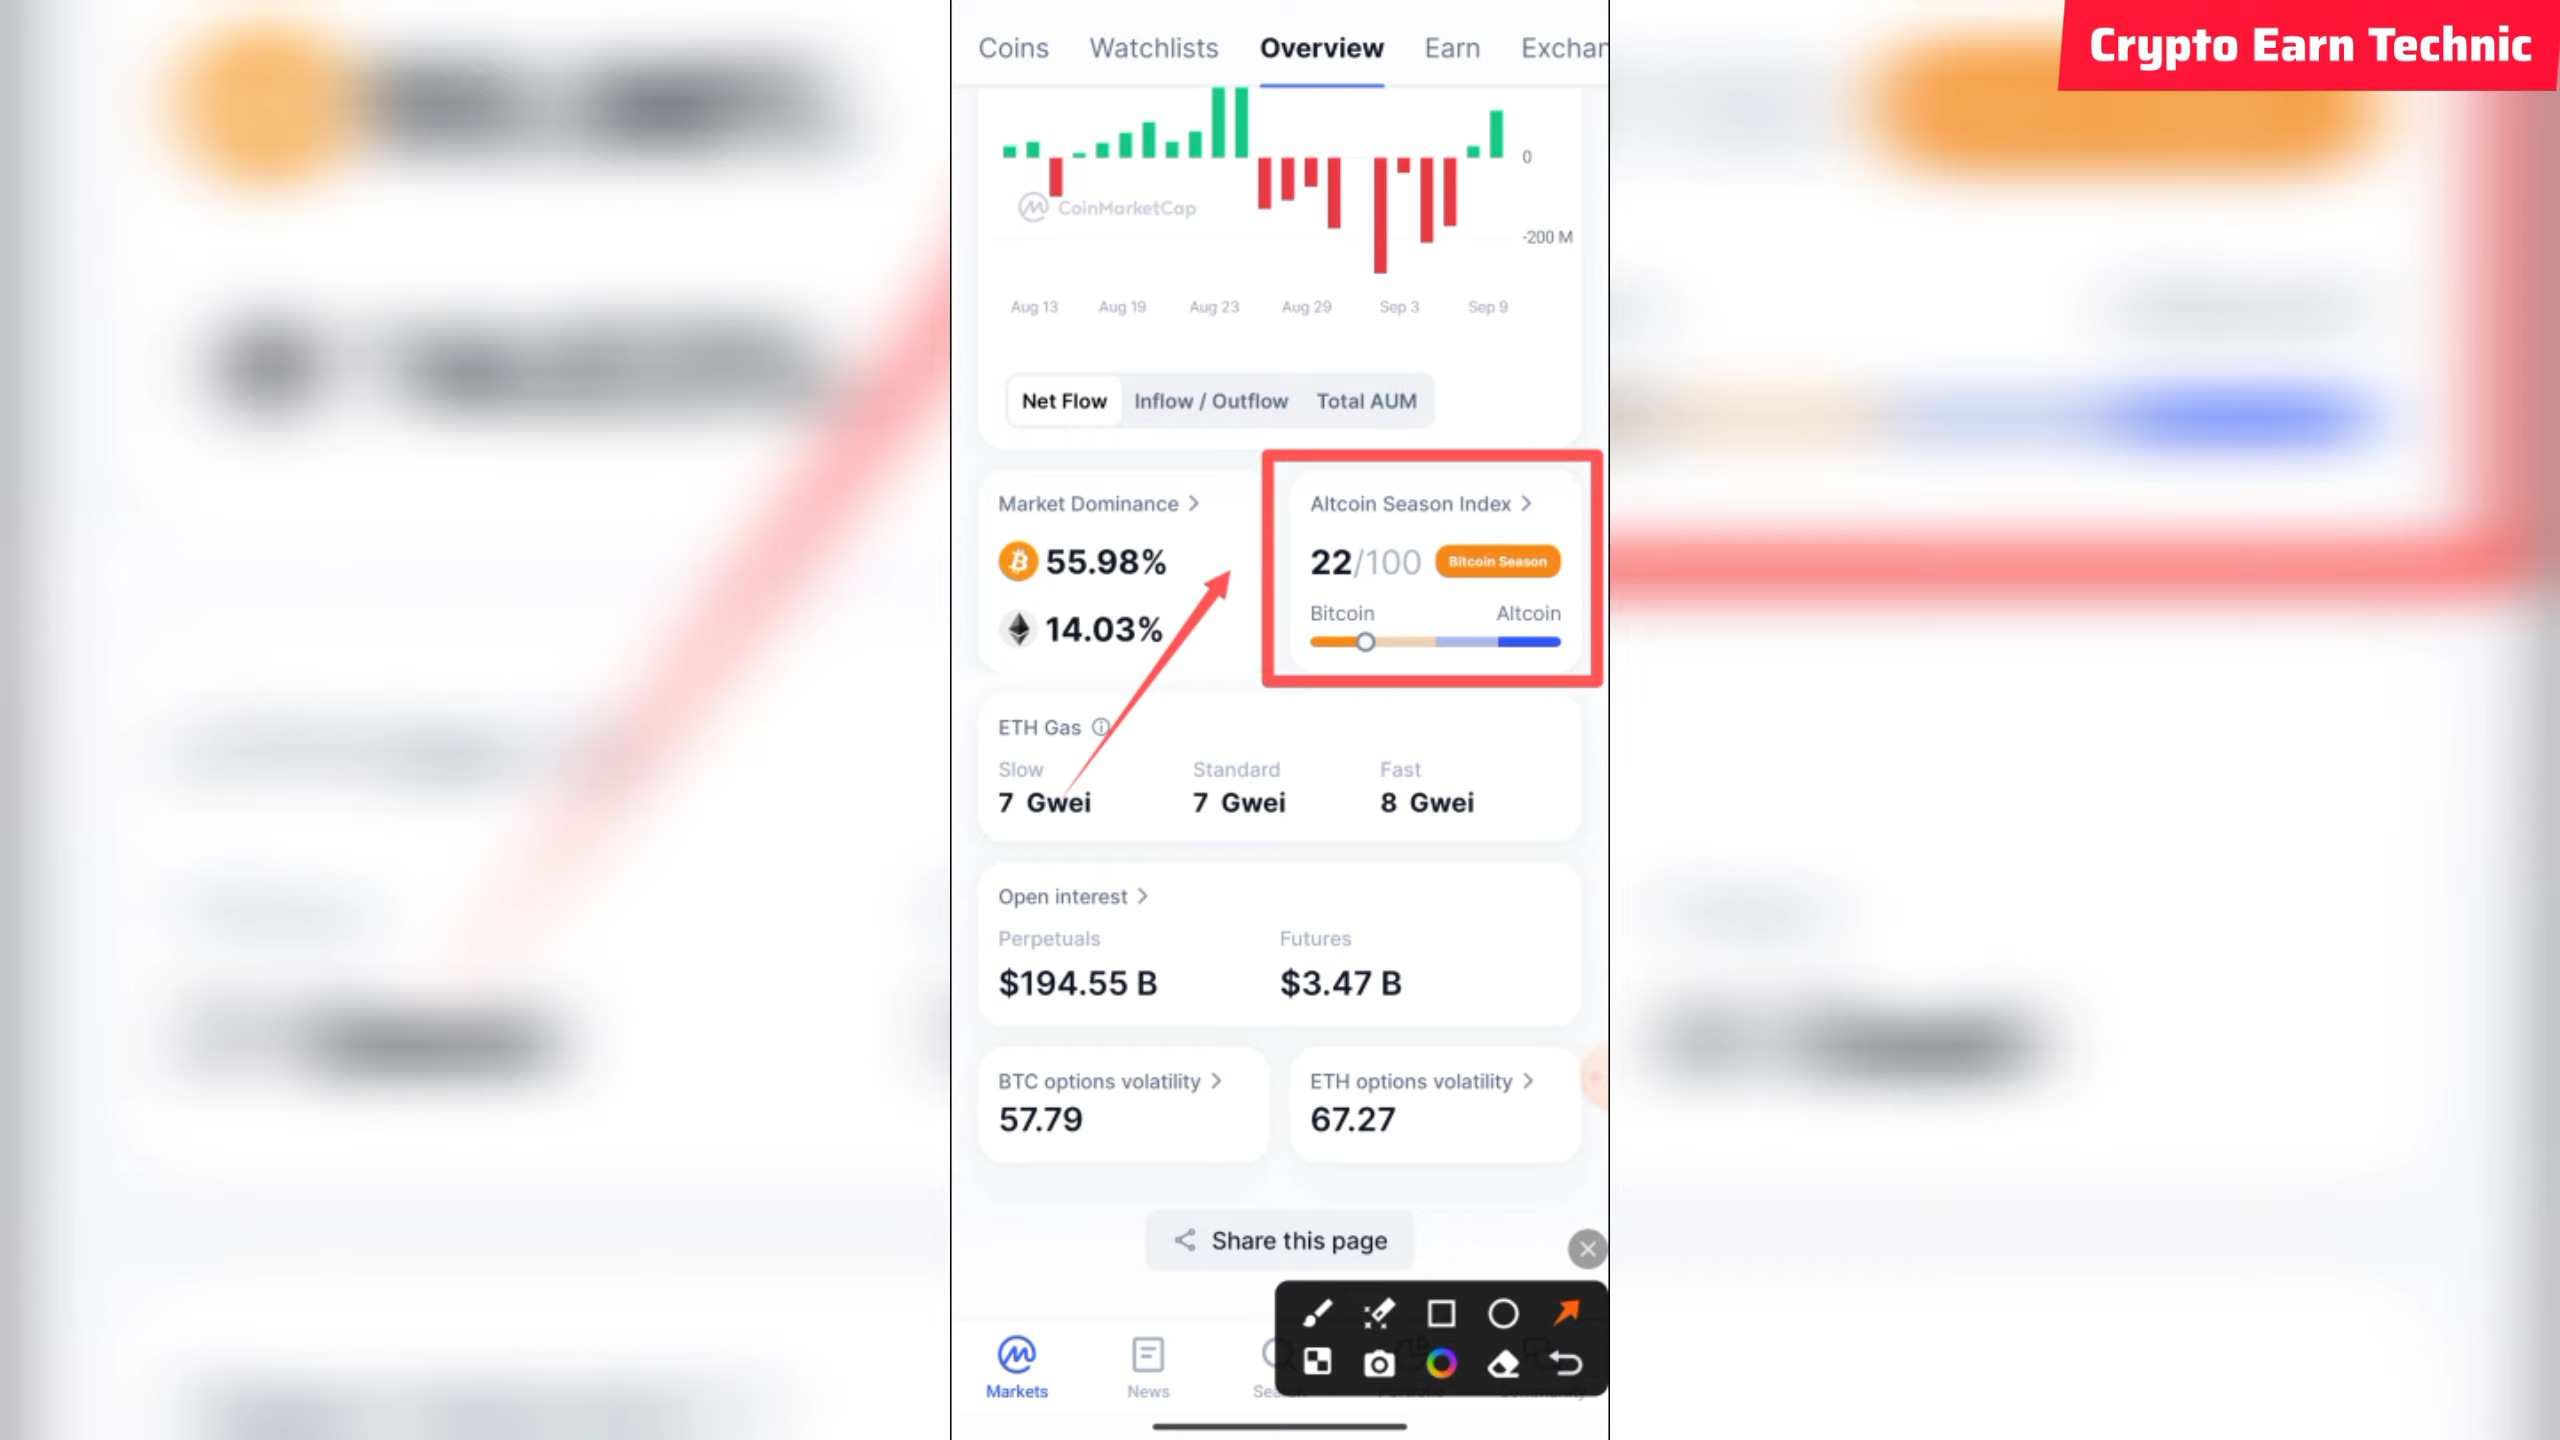 Crypto Earn Technic
Coins Watchlists Overview Earn Exchan
0
CoinMarketCap
-200 M
Aug 13 Aug 19 Aug 23 Aug 29 Sep 3 Sep 9
Net Flow Inflow / Outflow Total AUM
Market Dominance
55.98%
14.03%
Altcoin Season Index
22/100 Bitcoin Season
Bitcoin Altcoin
ETH Gas
Slow Standard Fast
7 Gwei 7 Gwei 8 Gwei
Open interest
Perpetuals Futures
$194.55 B $3.47 B
BTC options volatility
57.79
ETH options volatility
67.27
Share this page
Markets News